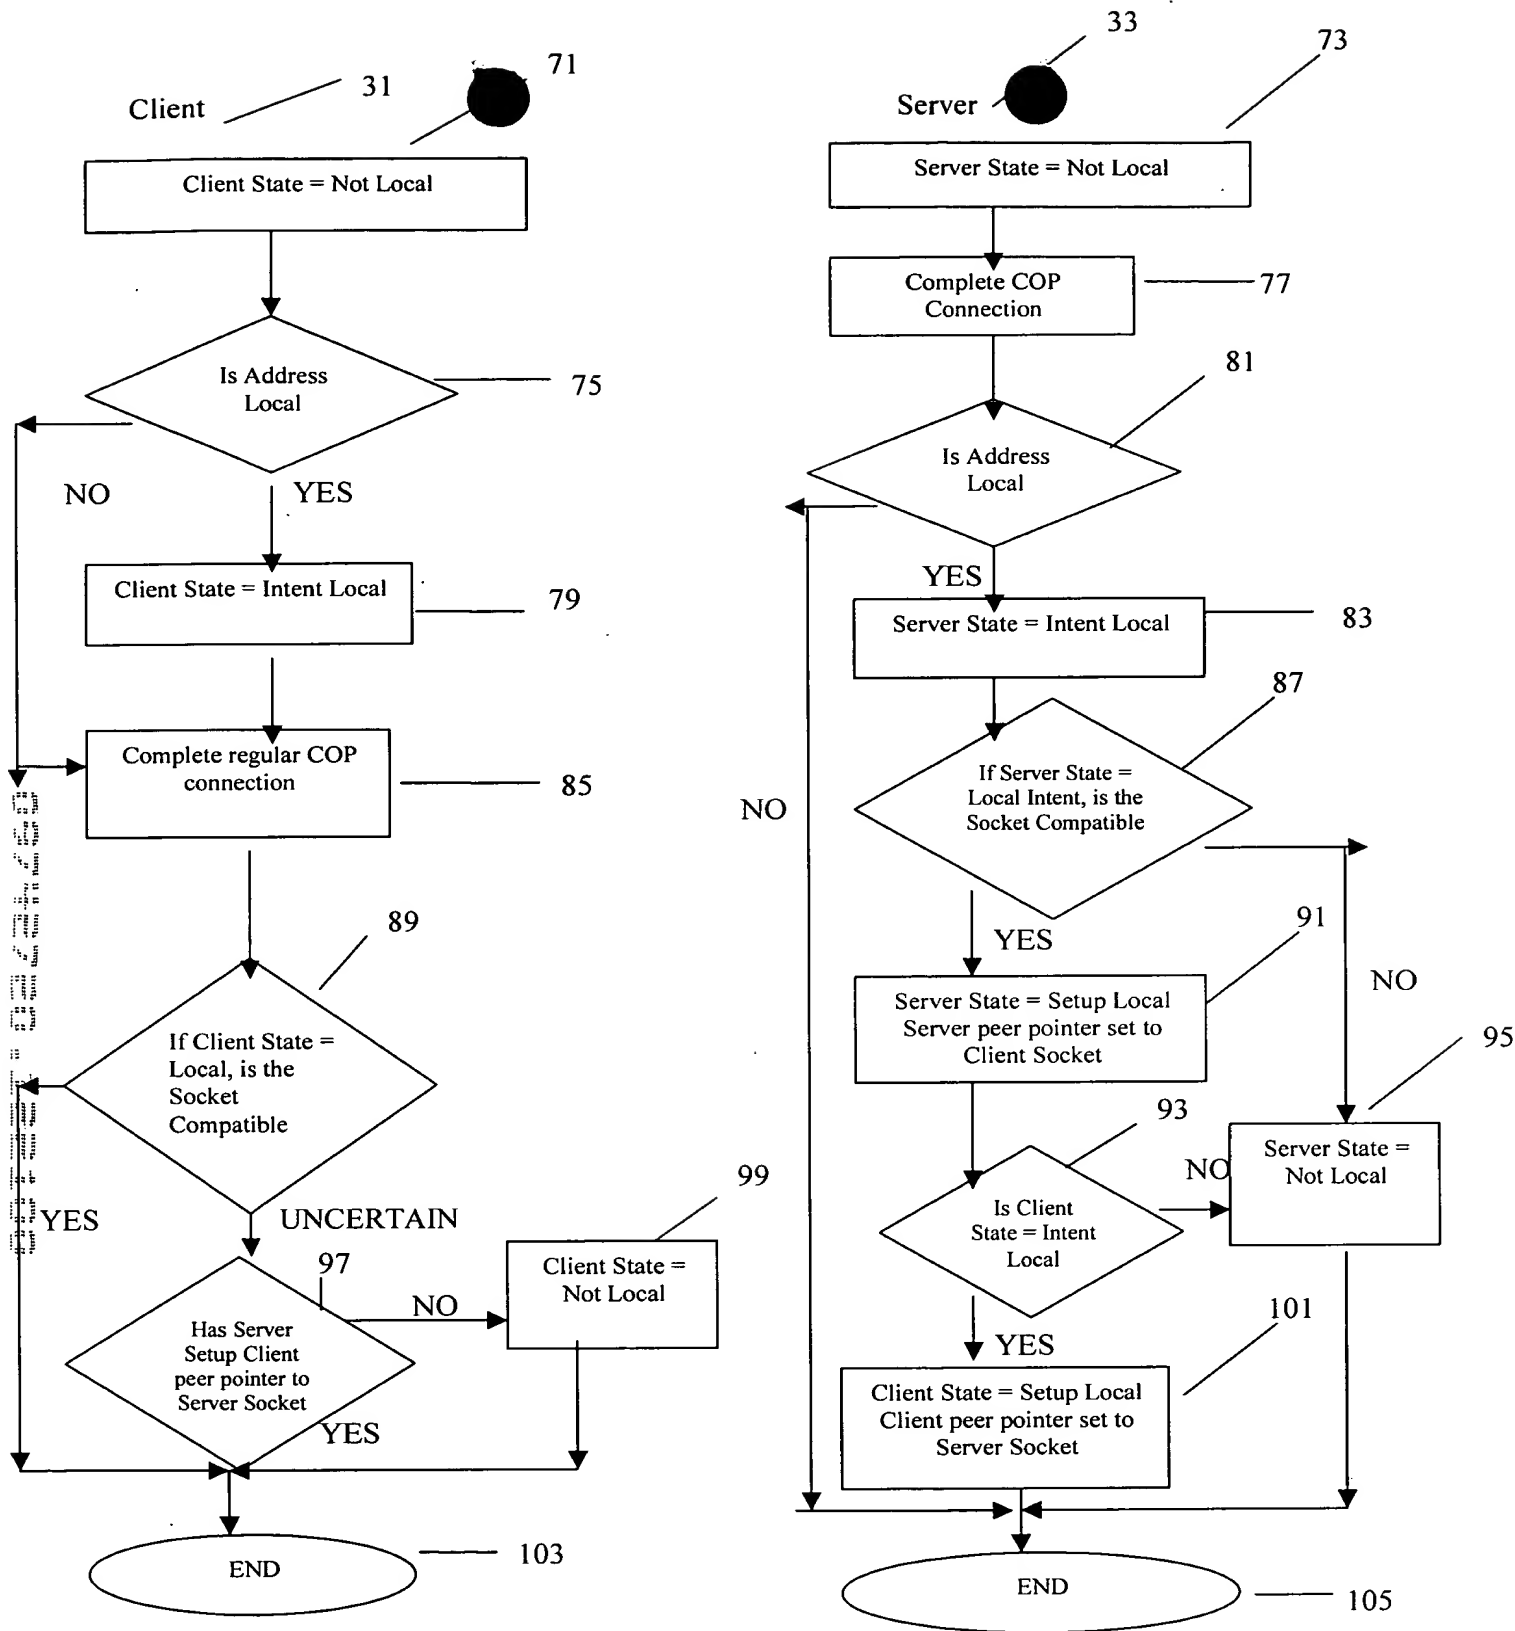 Client
31
71
Client State = Not Local
Is Address
Local
75
NO
YES
Client State = Intent Local
79
Complete regular COP
connection
85
89
If Client State =
Local, is the
Socket
Compatible
YES
UNCERTAIN
97
Has Server
Setup Client
peer pointer to
Server Socket
NO
99
Client State =
Not Local
YES
END
103
Server
33
73
Server State = Not Local
Complete COP
Connection
77
81
Is Address
Local
YES
NO
Server State = Intent Local
83
87
If Server State =
Local Intent, is the
Socket Compatible
YES
NO
91
Server State = Setup Local
Server peer pointer set to
Client Socket
93
95
Is Client
State = Intent
Local
NO
Server State =
Not Local
YES
101
Client State = Setup Local
Client peer pointer set to
Server Socket
END
105